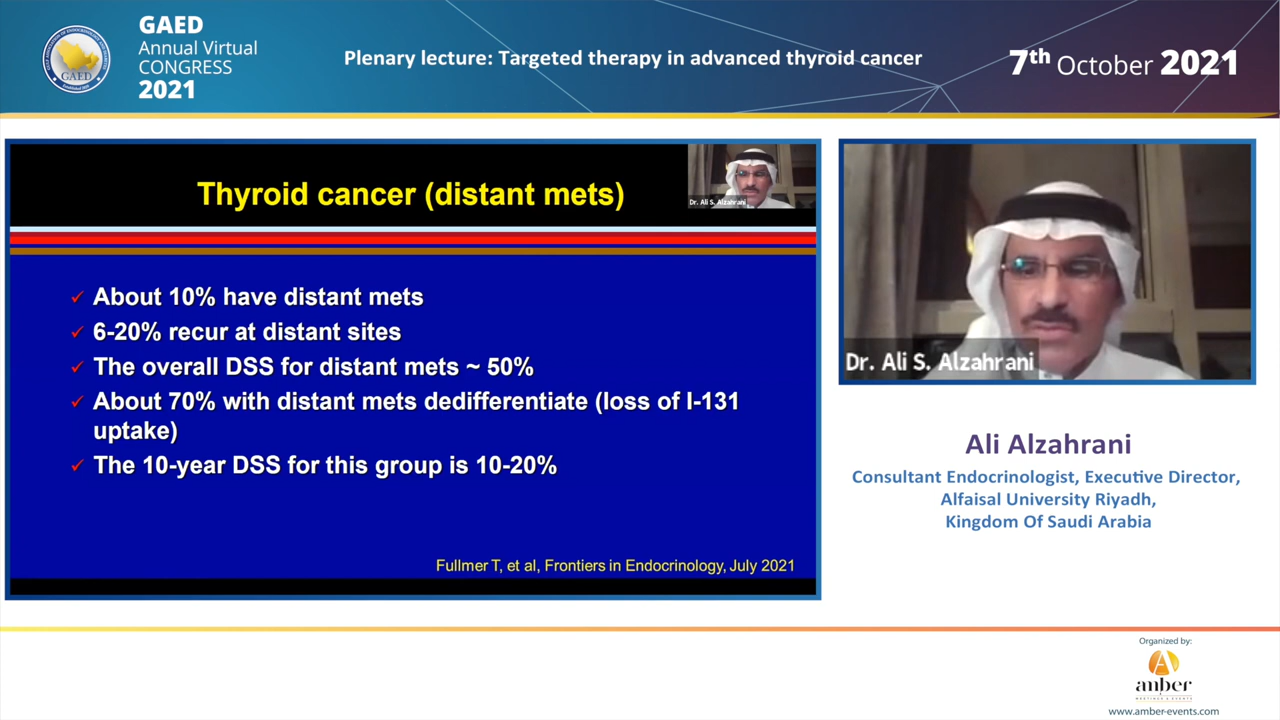 GAED
Annual Virtual
CONGRESS
2021
GAED
Plenary lecture: Targeted therapy in advanced thyroid cancer
7th October 2021
Thyroid cancer (distant mets)
Dr. Ali S. Alzahrani
✓ About 10% have distant mets
✓ 6-20% recur at distant sites
✓ The overall DSS for distant mets ~ 50%
✓ About 70% with distant mets dedifferentiate (loss of I-131
uptake)
✓ The 10-year DSS for this group is 10-20%
Fullmer T, et al, Frontiers in Endocrinology, July 2021
Dr. Ali S. Alzahrani
Ali Alzahrani
Consultant Endocrinologist, Executive Director,
Alfaisal University Riyadh,
Kingdom Of Saudi Arabia
Organized by:
anber
MEETINGS & EVENTS
www.amber-events.com